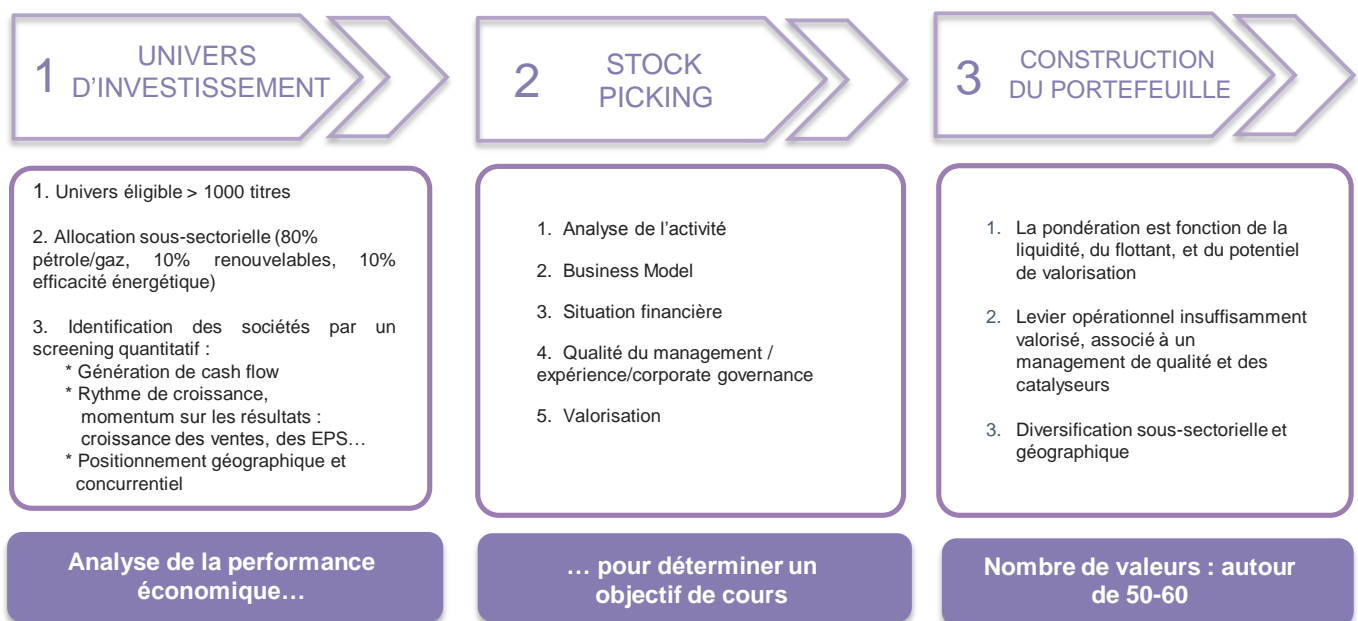 1
UNIVERS
D’INVESTISSEMENT
1. Univers éligible > 1000 titres
2. Allocation sous-sectorielle (80%
pétrole/gaz, 10% renouvelables, 10%
efficacité énergétique)
3. Identification des sociétés par un
screening quantitatif :
* Génération de cash flow
* Rythme de croissance,
momentum sur les résultats :
croissance des ventes, des EPS…
* Positionnement géographique et
concurrentiel
Analyse de la performance
économique…
2
STOCK
PICKING
1. Analyse de l’activité
2. Business Model
3. Situation financière
4. Qualité du management /
expérience/corporate governance
5. Valorisation
… pour déterminer un
objectif de cours
3
CONSTRUCTION
DU PORTEFEUILLE
1. La pondération est fonction de la
liquidité, du flottant, et du potentiel
de valorisation
2. Levier opérationnel insuffisamment
valorisé, associé à un
management de qualité et des
catalyseurs
3. Diversification sous-sectorielle et
géographique
Nombre de valeurs : autour
de 50-60